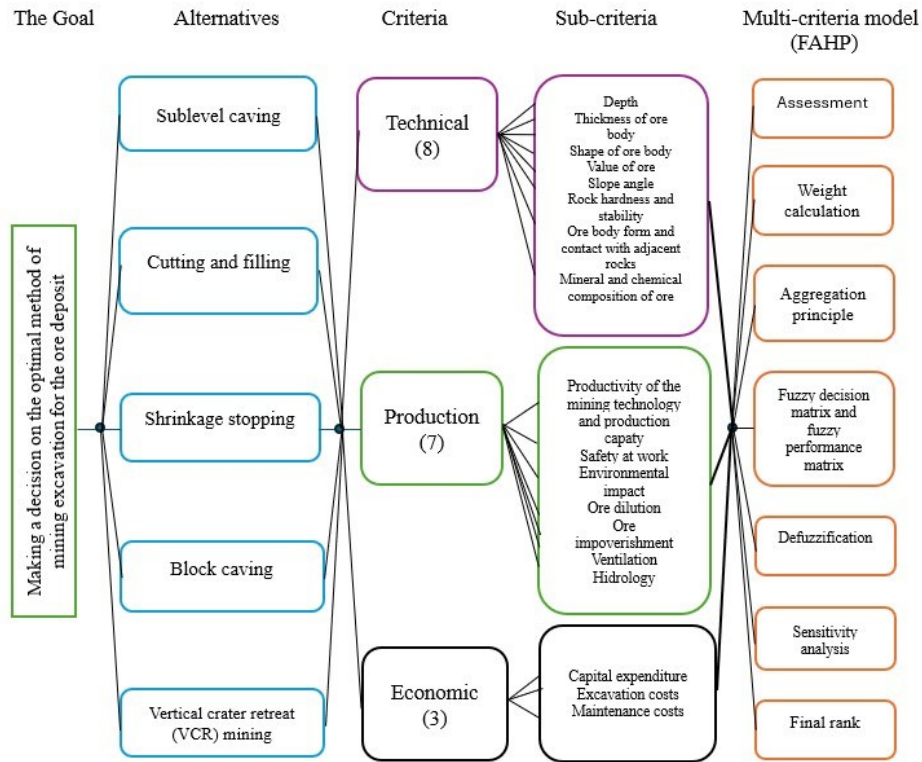 The Goal
Alternatives
Criteria
Sub-criteria
Multi-criteria model
(FAHP)
Making a decision on the optimal method of
mining excavation for the ore deposit
Sublevel caving
Cutting and filling
Shrinkage stopping
Block caving
Vertical crater retreat
(VCR) mining
Technical
(8)
Production
(7)
Economic
(3)
Depth
Thickness of ore
body
Shape of ore body
Value of ore
Slope angle
Rock hardness and
stability
Ore body form and
contact with adjacent
rocks
Mineral and chemical
composition of ore
Productivity of the
mining technology
and production
capaty
Safety at work
Environmental
impact
Ore dilution
Ore
impoverishment
Ventilation
Hidrology
Capital expenditure
Excavation costs
Maintenance costs
Assessment
Weight
calculation
Aggregation
principle
Fuzzy decision
matrix and
fuzzy
performance
matrix
Defuzzification
Sensitivity
analysis
Final rank